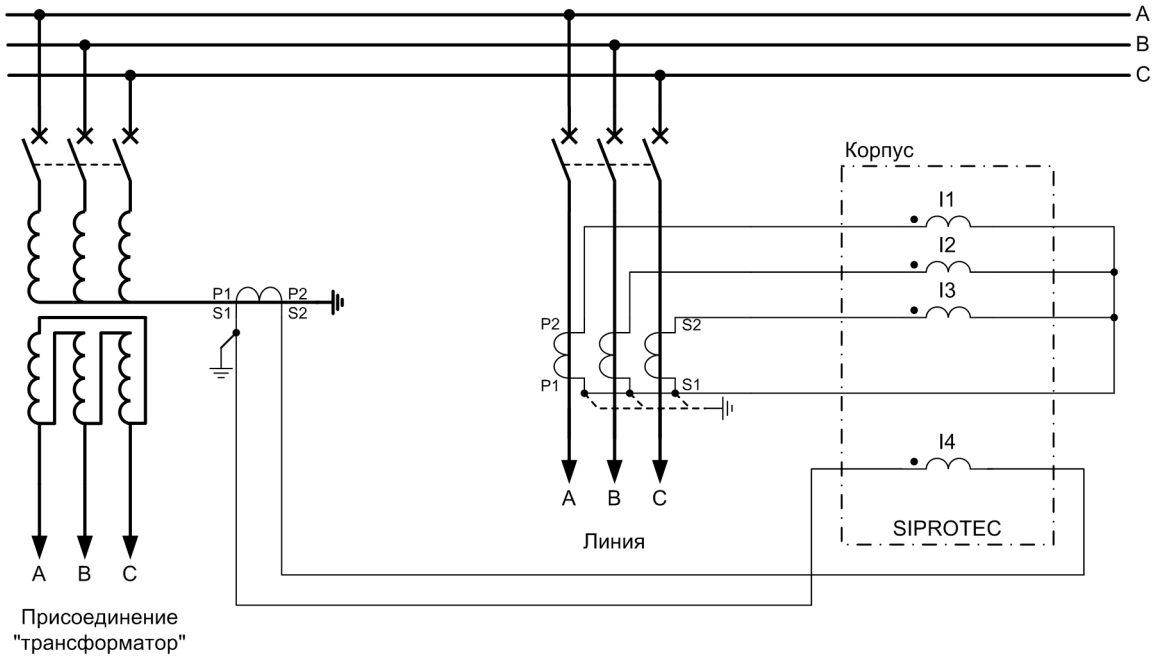 A
B
C
Корпус
I1
I2
I3
P1 P2
S1 S2
P2 S2
P1 S1
I4
A B C
SIPROTEC
Линия
A B C
Присоединение
"трансформатор"